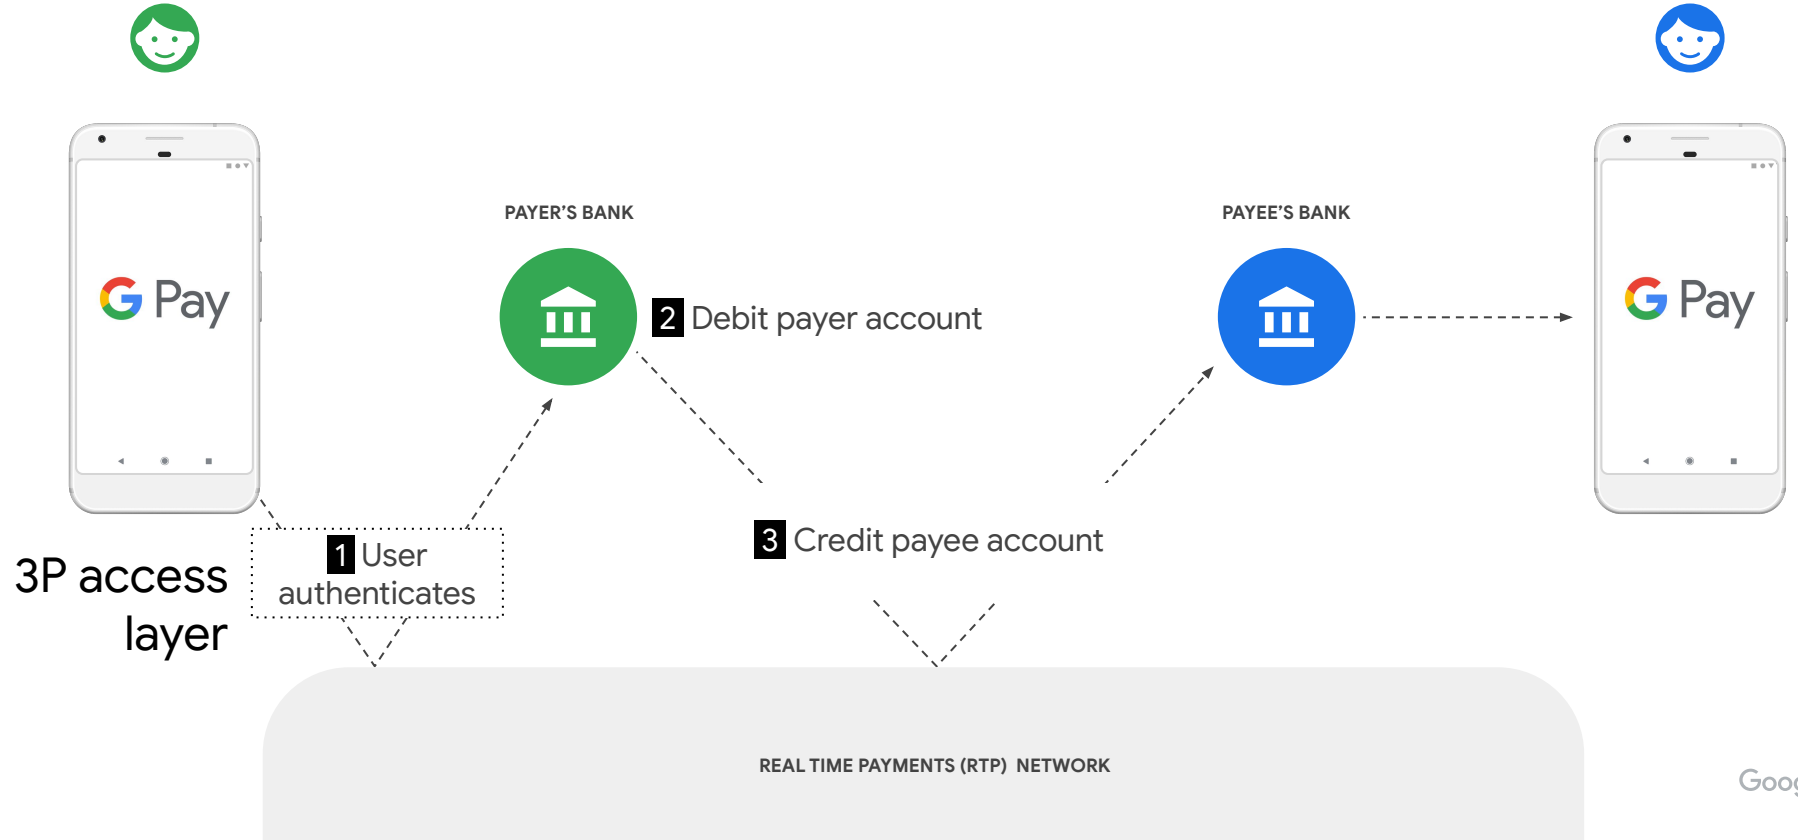 PAYER’S BANK
PAYEE’S BANK
G Pay
2 Debit payer account
G Pay
1 User
authenticates
3 Credit payee account
3P access
layer
REAL TIME PAYMENTS (RTP) NETWORK
Goog